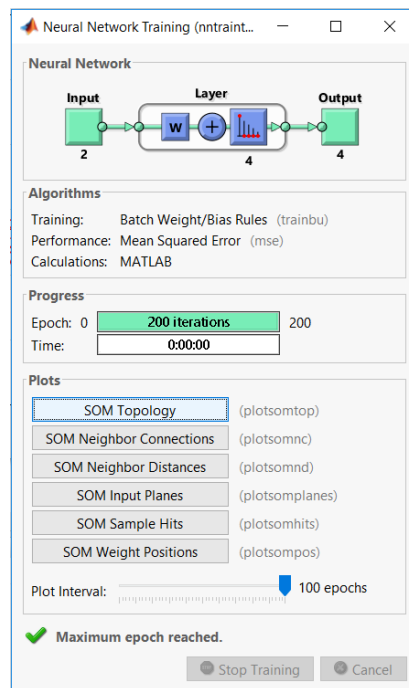 Neural Network Training (nntraint...
Neural Network
Input
Layer
Output
W
2
4
4
Algorithms
Training: Batch Weight/Bias Rules (trainbu)
Performance: Mean Squared Error (mse)
Calculations: MATLAB
Progress
Epoch: 0 200 iterations 200
Time: 0:00:00
Plots
SOM Topology (plotsomtop)
SOM Neighbor Connections (plotsomnc)
SOM Neighbor Distances (plotsomnd)
SOM Input Planes (plotsomplanes)
SOM Sample Hits (plotsomhits)
SOM Weight Positions (plotsompos)
Plot Interval: 100 epochs
Maximum epoch reached.
Stop Training Cancel